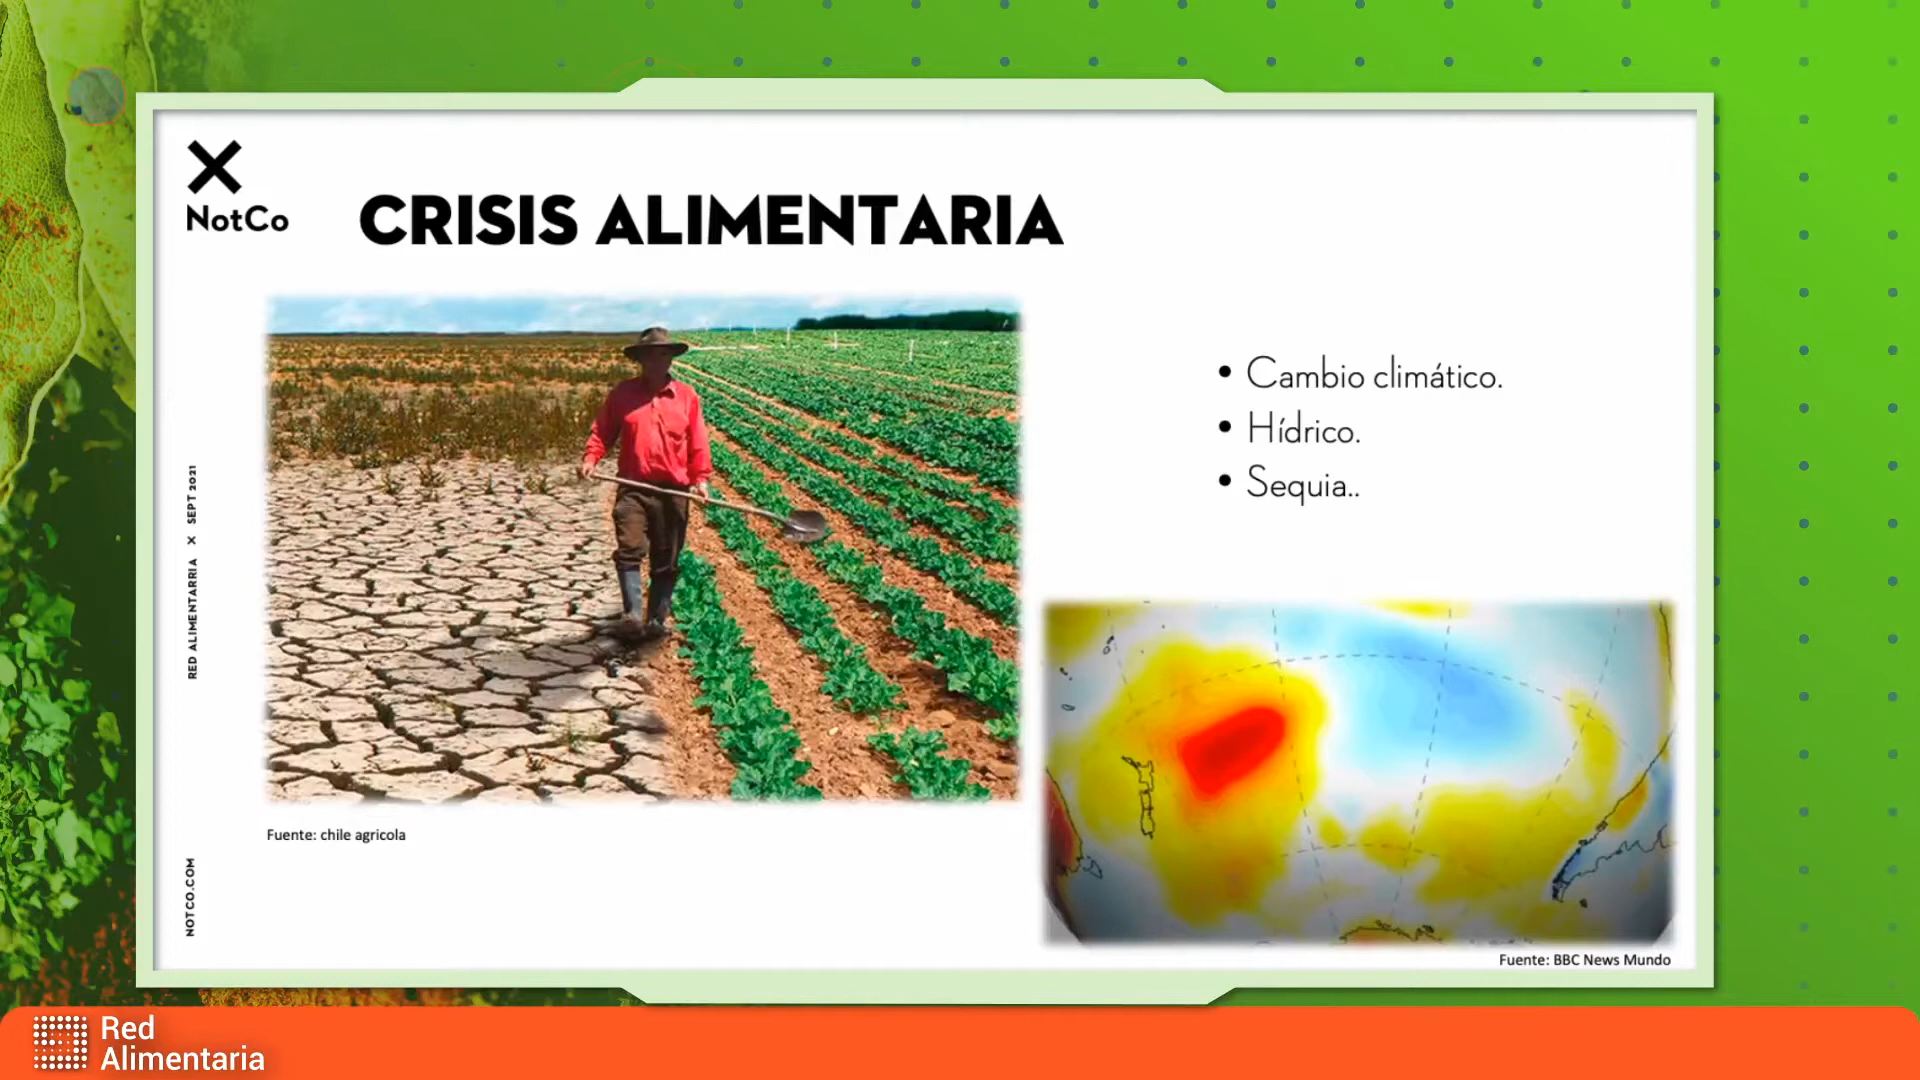 NotCo
CRISIS ALIMENTARIA
• Cambio climático.
• Hídrico.
• Sequia..
RED ALIMENTARRIA X SEPT 2021
NOTCO.COM
Fuente: chile agricola
Fuente: BBC News Mundo
Red
Alimentaria